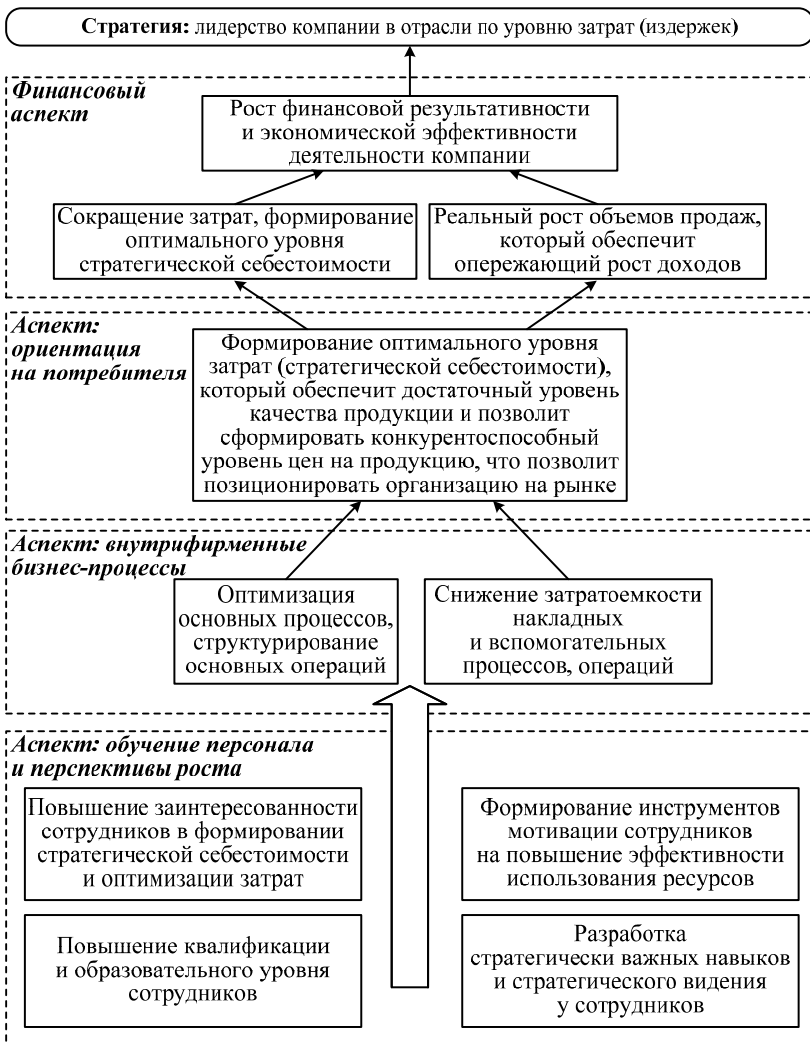 Стратегия: лидерство компании в отрасли по уровню затрат (издержек)
Финансовый
аспект
Рост финансовой результативности
и экономической эффективности
деятельности компании
Сокращение затрат, формирование
оптимального уровня
стратегической себестоимости
Реальный рост объемов продаж,
который обеспечит
опережающий рост доходов
Аспект:
ориентация
на потребителя
Формирование оптимального уровня
затрат (стратегической себестоимости),
который обеспечит достаточный уровень
качества продукции и позволит
сформировать конкурентоспособный
уровень цен на продукцию, что позволит
позиционировать организацию на рынке
Аспект: внутрифирменные
бизнес-процессы
Оптимизация
основных процессов,
структурирование
основных операций
Снижение затратоемкости
накладных
и вспомогательных
процессов, операций
Аспект: обучение персонала
и перспективы роста
Повышение заинтересованности
сотрудников в формировании
стратегической себестоимости
и оптимизации затрат
Формирование инструментов
мотивации сотрудников
на повышение эффективности
использования ресурсов
Повышение квалификации
и образовательного уровня
сотрудников
Разработка
стратегически важных навыков
и стратегического видения
у сотрудников